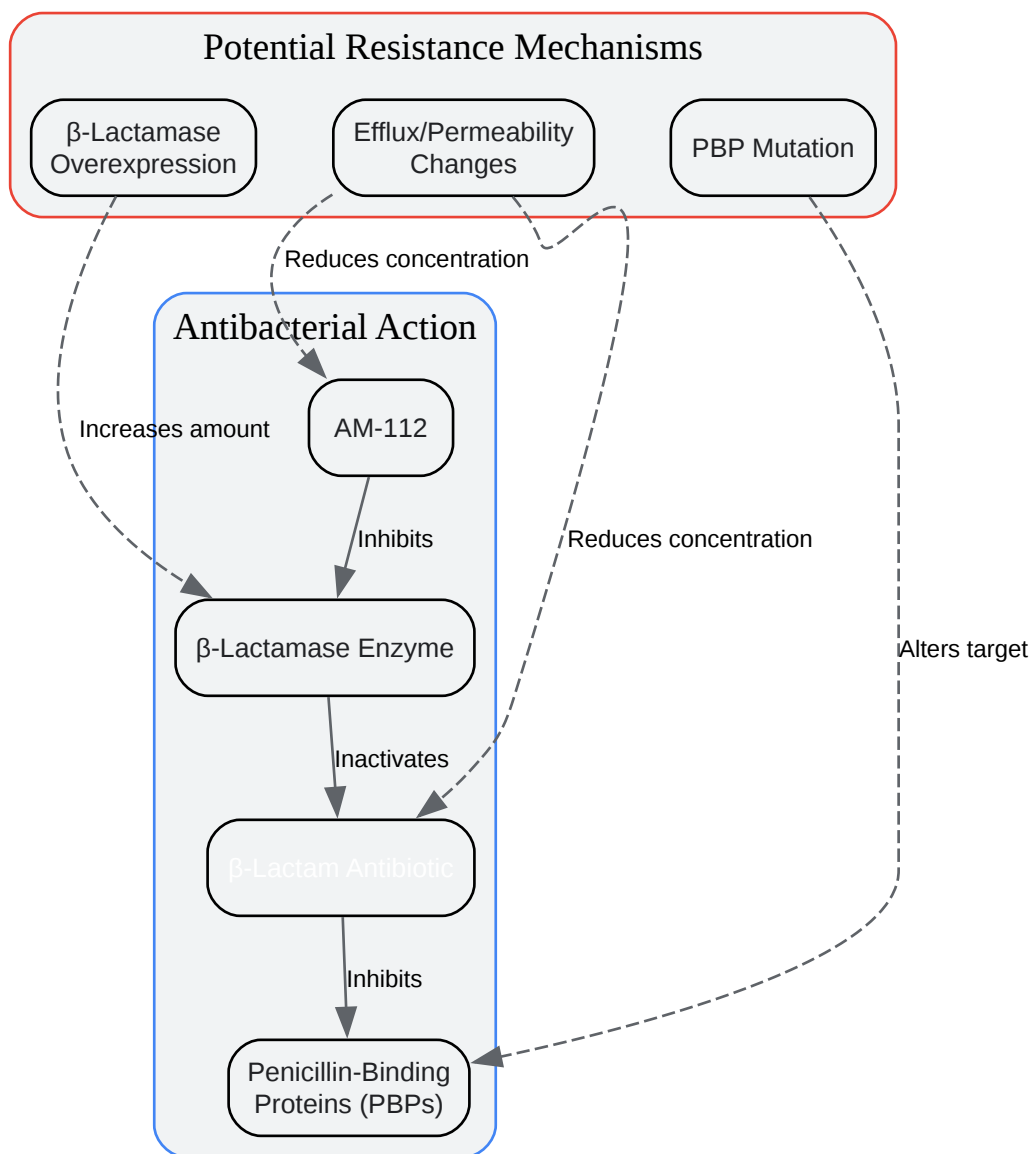 Potential Resistance Mechanisms
β-Lactamase
Overexpression
Efflux/Permeability
Changes
PBP Mutation
Reduces concentration
Antibacterial Action
AM-112
Increases amount
Inhibits
Reduces concentration
β-Lactamase Enzyme
Alters target
Inactivates
β-Lactam Antibiotic
Inhibits
Penicillin-Binding
Proteins (PBPs)